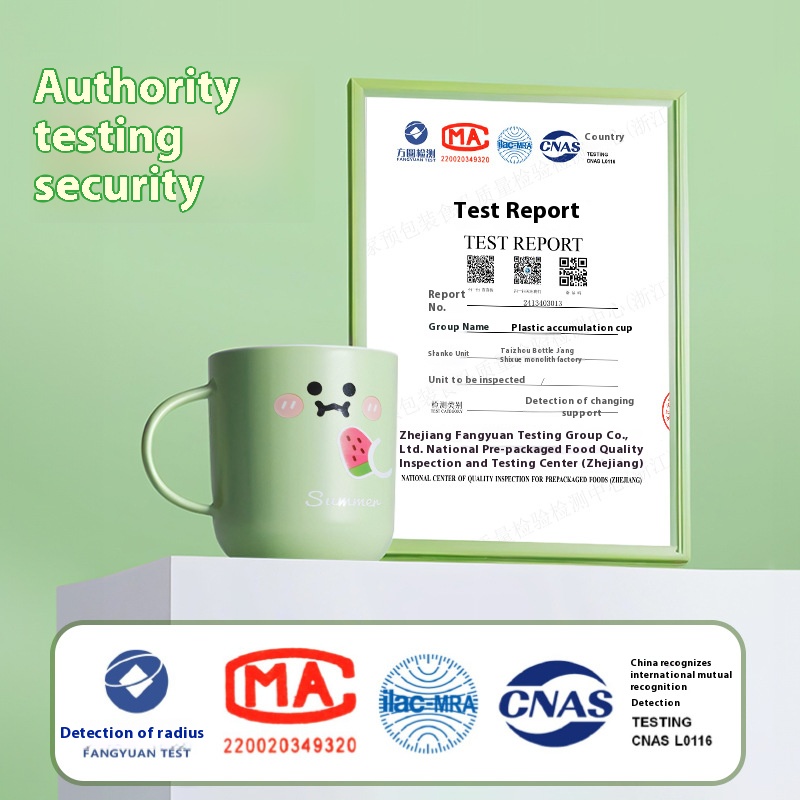 Authority
testing
security
方圆检测
FANGYUAN TEST
MA
220020349320
ilac-MRA
CNAS
Country
TESTING
CNAS L0116
Test Report
TEST REPORT
Report
No.
2413403013
Group Name Plastic accumulation cup
Stanko Unit
Taizhou Bottle Jiang
Shixue monolith factory
Unit to be inspected /
检测类别
TEST CATEGORY
Detection of changing
support
Zhejiang Fangyuan Testing Group Co.,
Ltd. National Pre-packaged Food Quality
Inspection and Testing Center (Zhejiang)
NATIONAL CENTER OF QUALITY INSPECTION FOR PREPACKAGED FOODS (ZHEJIANG)
Summer
Detection of radius
FANGYUAN TEST
MA
220020349320
ilac-MRA
CNAS
China recognizes
international mutual
recognition
Detection
TESTING
CNAS L0116